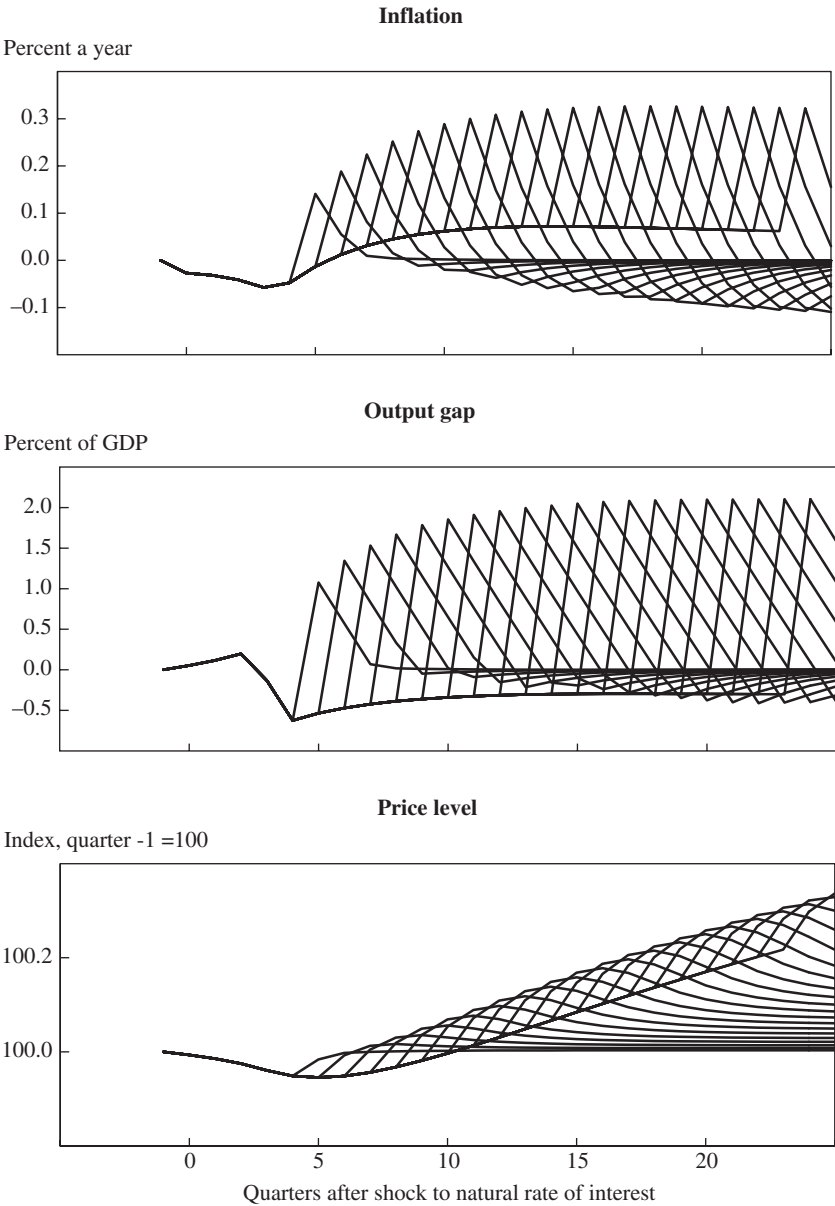 Inflation
Percent a year
0.3
0.2
0.1
0.0
–0.1
Output gap
Percent of GDP
2.0
1.5
1.0
0.5
0.0
–0.5
Price level
Index, quarter -1 =100
100.2
100.0
0 5 10 15 20
Quarters after shock to natural rate of interest